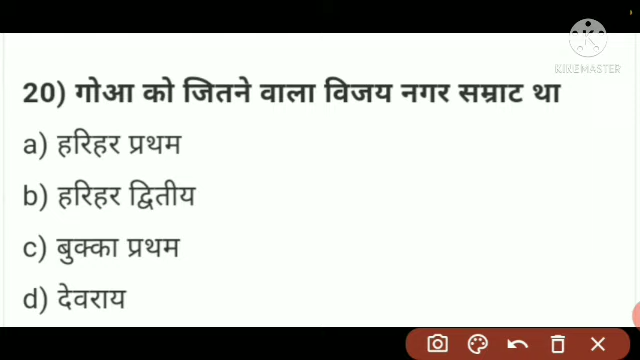 KINEMASTER
20) गोआ को जितने वाला विजय नगर सम्राट था
a) हरिहर प्रथम
b) हरिहर द्वितीय
c) बुक्का प्रथम
d) देवराय